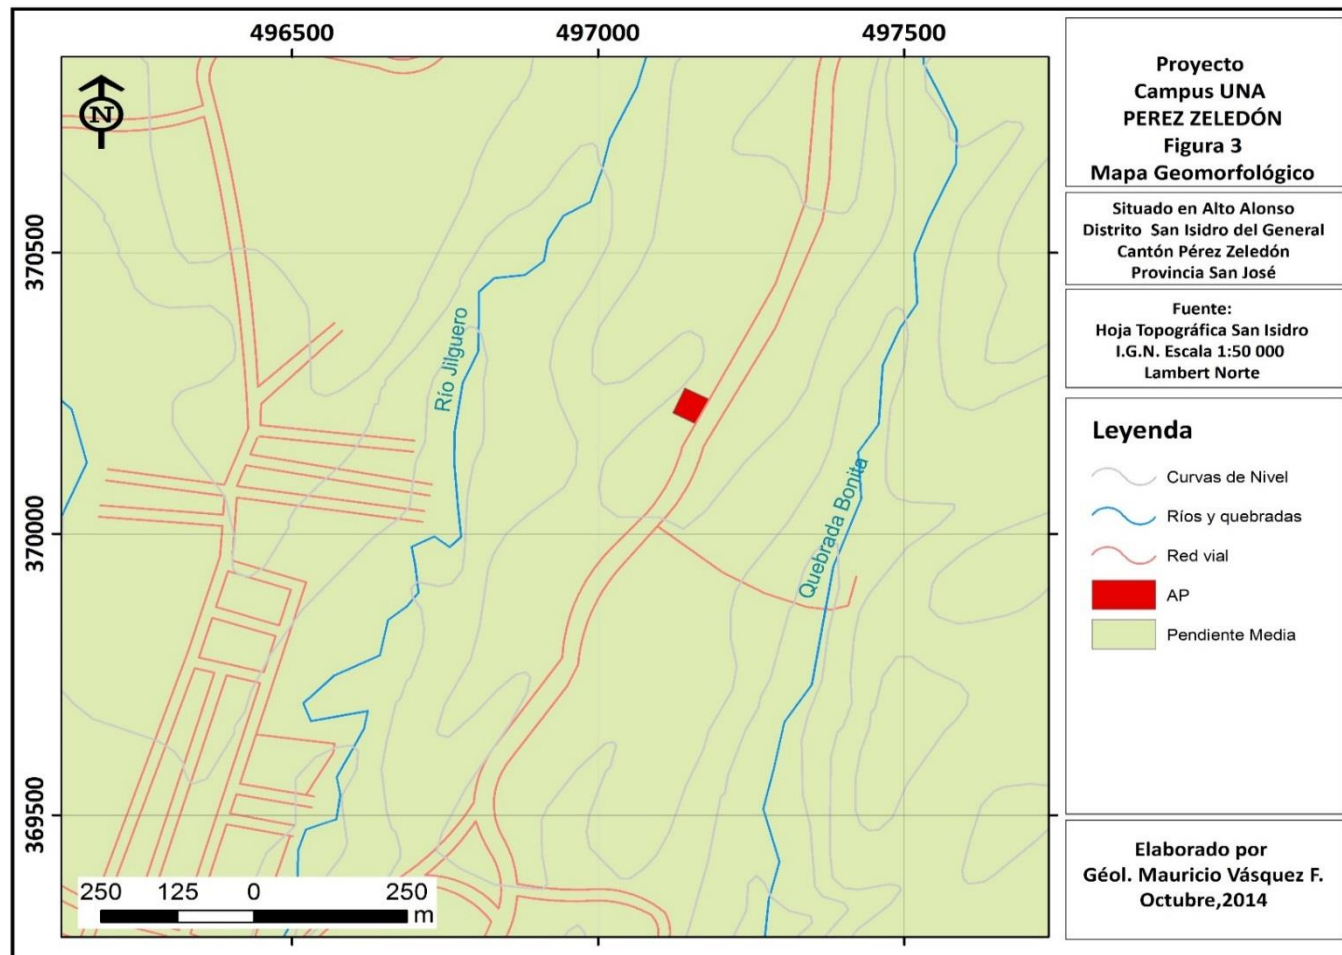 496500
497000
497500
N
370500
370000
369500
Río Jilguero
Quebrada Bonita
250 125 0 250
m
Proyecto
Campus UNA
PEREZ ZELEDÓN
Figura 3
Mapa Geomorfológico
Situado en Alto Alonso
Distrito San Isidro del General
Cantón Pérez Zeledón
Provincia San José
Fuente:
Hoja Topográfica San Isidro
I.G.N. Escala 1:50 000
Lambert Norte
Leyenda
Curvas de Nivel
Ríos y quebradas
Red vial
AP
Pendiente Media
Elaborado por
Géol. Mauricio Vásquez F.
Octubre,2014